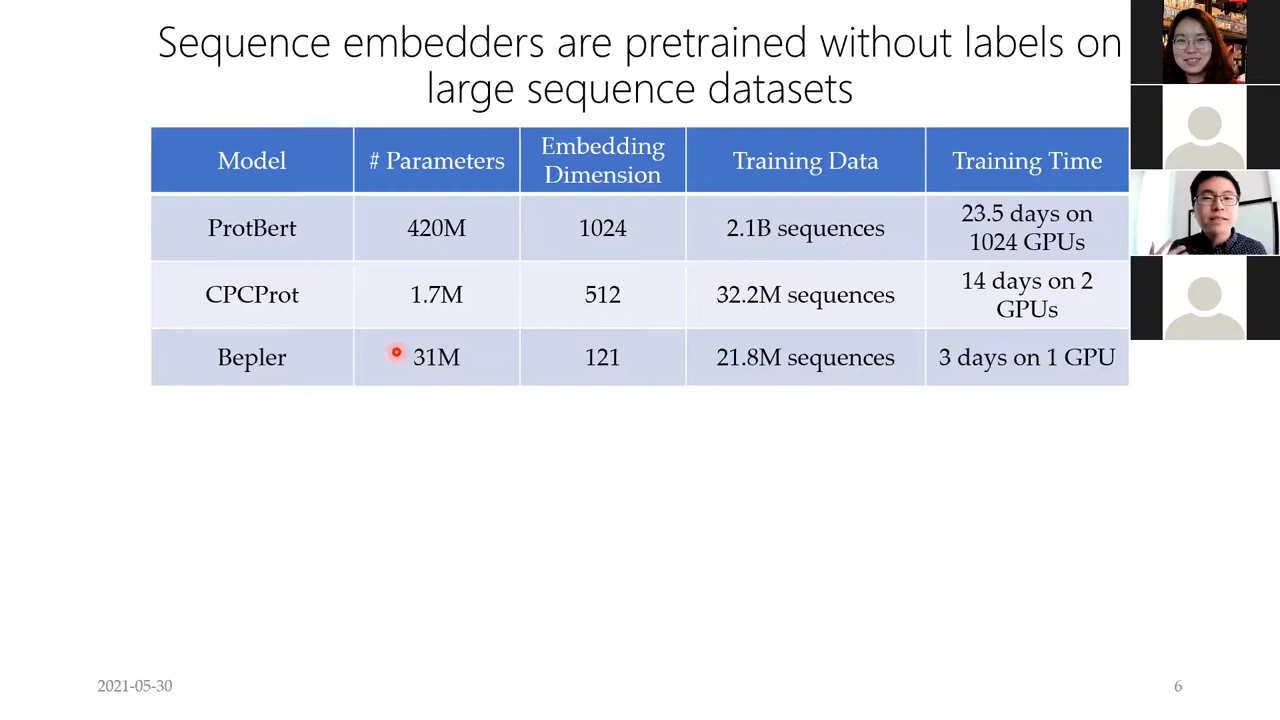 Sequence embedders are pretrained without labels on
large sequence datasets
Model
# Parameters
Embedding
Dimension
Training Data
Training Time
ProtBert
420M
1024
2.1B sequences
23.5 days on
1024 GPUs
CPCProt
1.7M
512
32.2M sequences
14 days on 2
GPUs
Bepler
31M
121
21.8M sequences
3 days on 1 GPU
2021-05-30
6